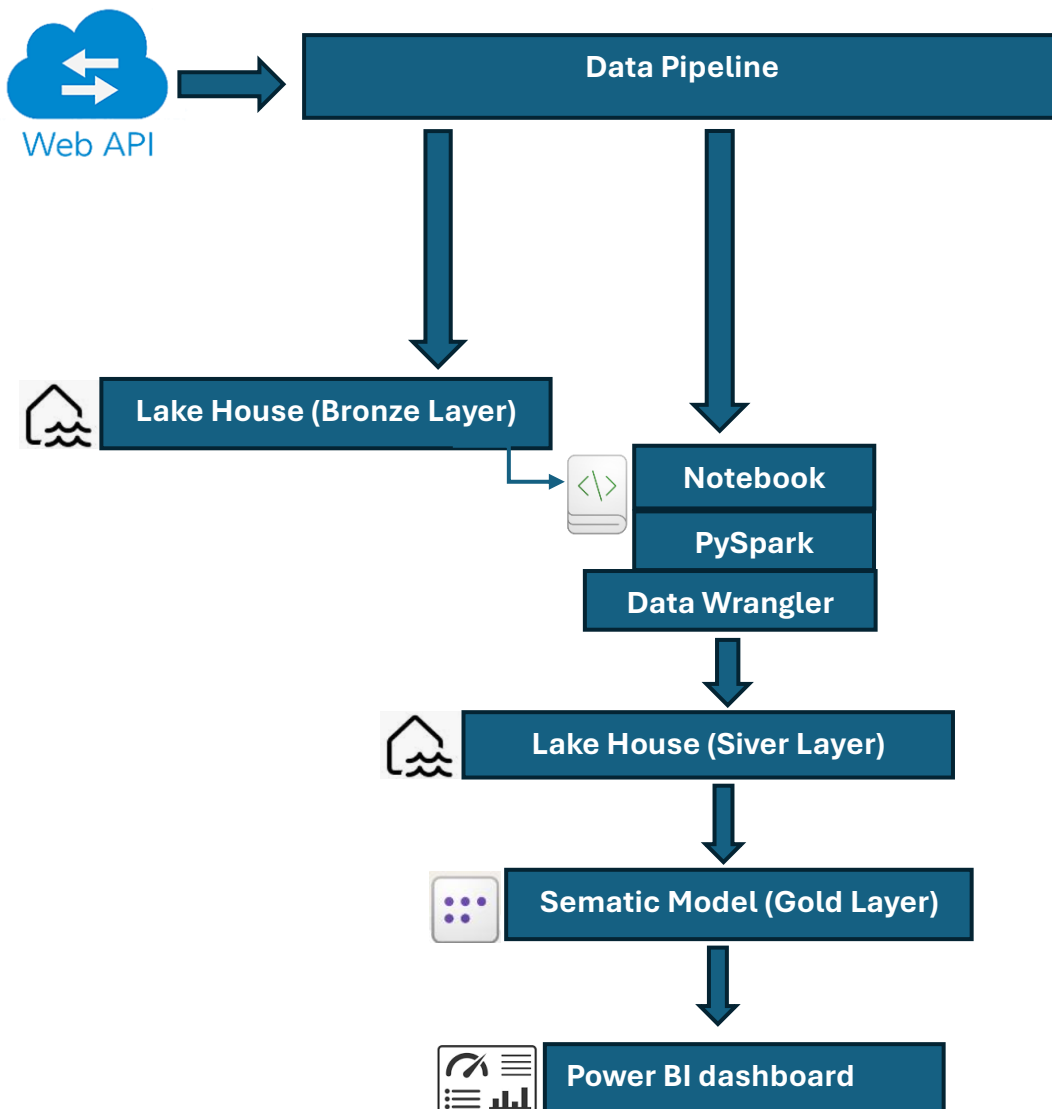 Data Pipeline
Web API
Lake House (Bronze Layer)
Notebook
PySpark
Data Wrangler
Lake House (Siver Layer)
Sematic Model (Gold Layer)
Power BI dashboard